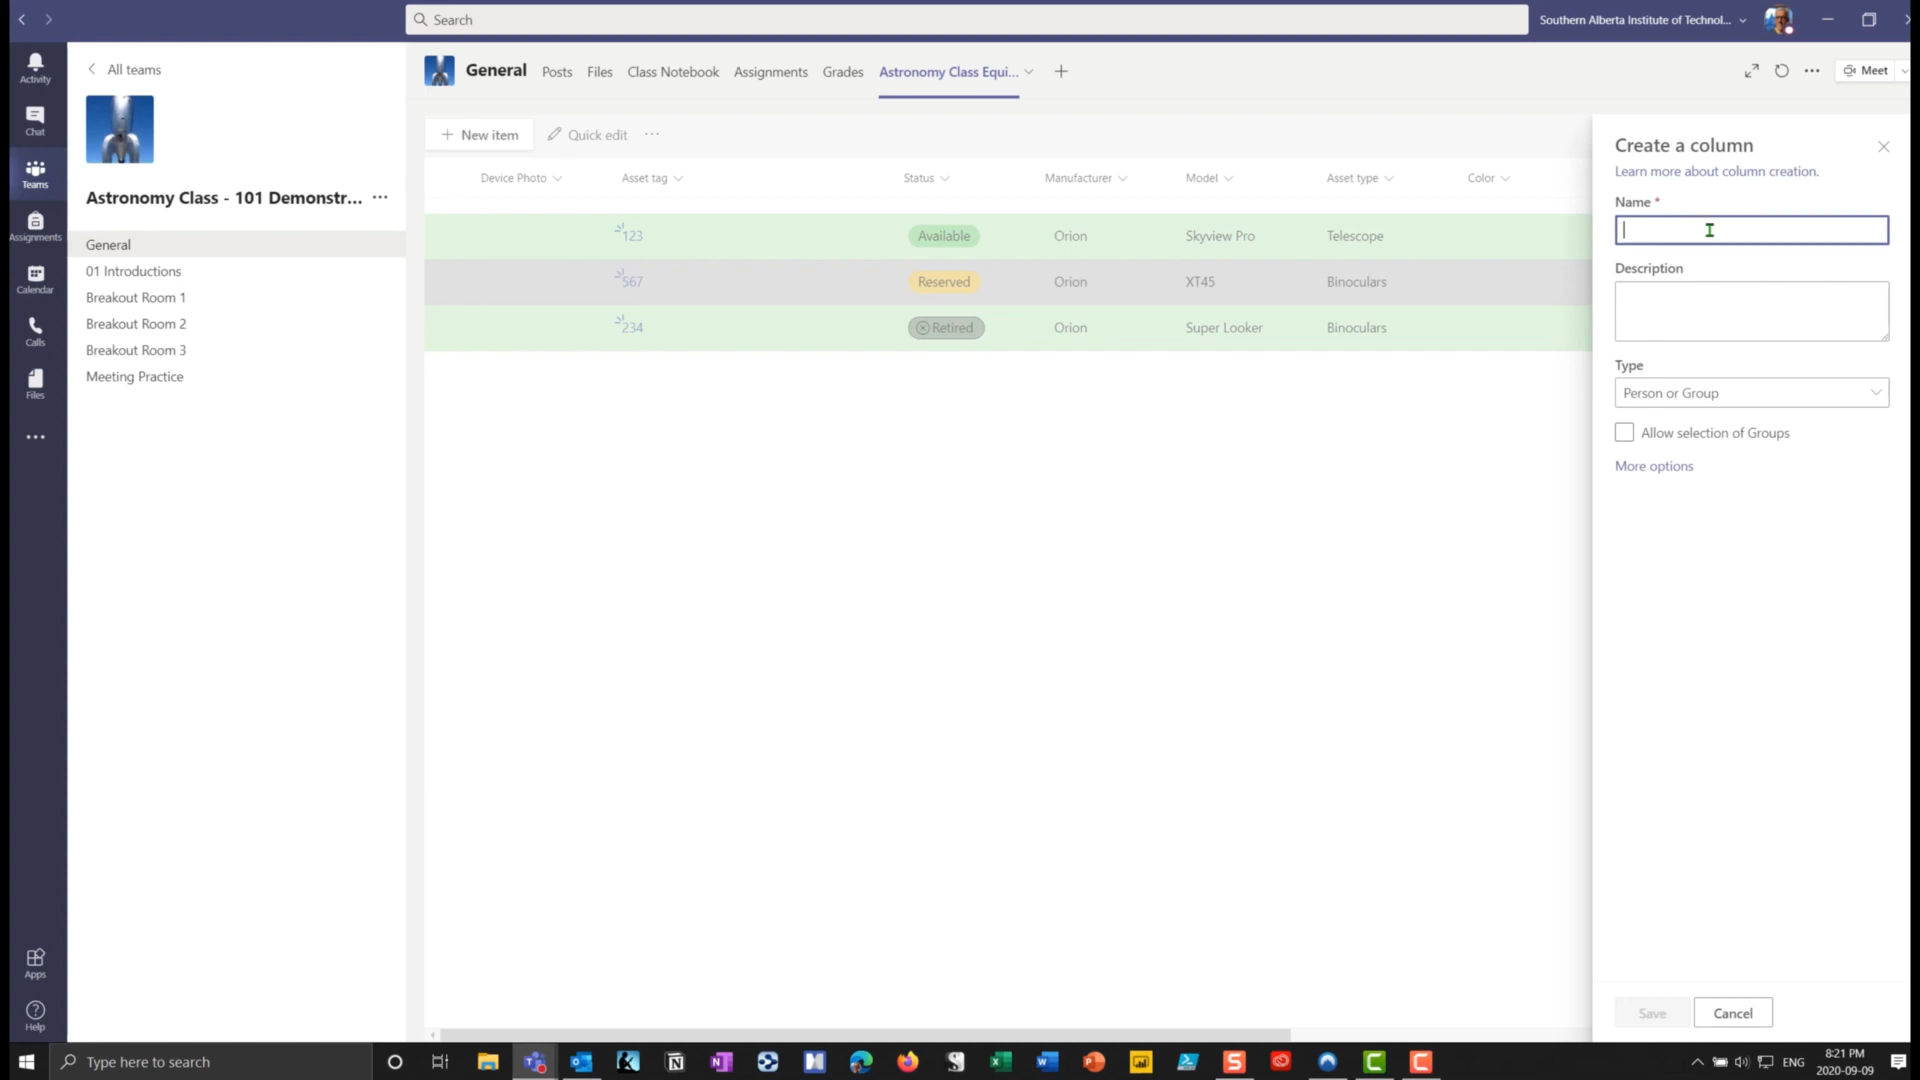 Search
Southern Alberta Institute of Technol...
Activity
Chat
Teams
Assignments
Calendar
Calls
Files
Apps
Help
All teams
Astronomy Class - 101 Demonstr...
General
01 Introductions
Breakout Room 1
Breakout Room 2
Breakout Room 3
Meeting Practice
General Posts Files Class Notebook Assignments Grades Astronomy Class Equi...
Meet
New item Quick edit
Device Photo Asset tag Status Manufacturer Model Asset type Color
123 Available Orion Skyview Pro Telescope
567 Reserved Orion XT45 Binoculars
234 Retired Orion Super Looker Binoculars
Create a column
Learn more about column creation.
Name *
Description
Type
Person or Group
Allow selection of Groups
More options
Save Cancel
Type here to search
ENG
8:21 PM
2020-09-09